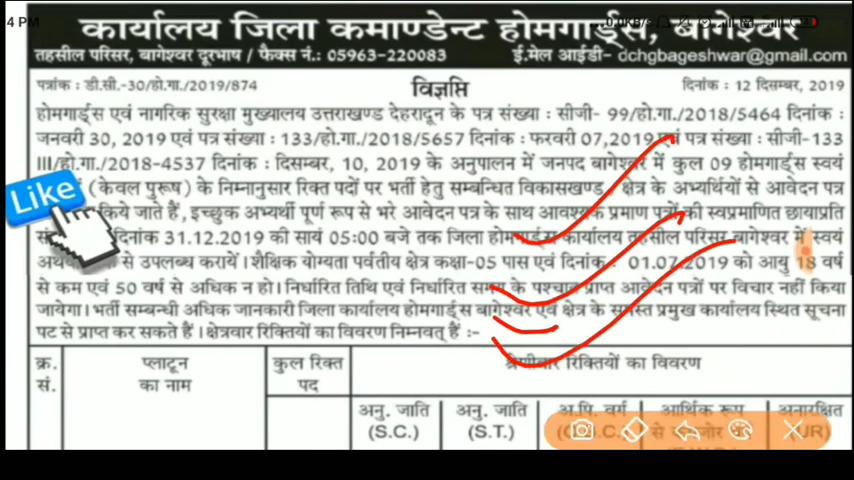 4 PM
0.0KB/s
कार्यालय जिला कमाण्डेन्ट होमगार्ड्स, बागेश्वर
तहसील परिसर, बागेश्वर दूरभाष / फैक्स नं.: 05963-220083 ई.मेल आईडी- dchgbageshwar@gmail.com
पत्रांक: डी.सी.-30/हो.गा./2019/874 विज्ञप्ति दिनांक : 12 दिसम्बर, 2019
होमगार्ड्स एवं नागरिक सुरक्षा मुख्यालय उत्तराखण्ड देहरादून के पत्र संख्या : सीजी- 99/हो.गा./2018/5464 दिनांक :
जनवरी 30, 2019 एवं पत्र संख्या : 133/हो.गा./2018/5657 दिनांक : फरवरी 07,2019 एवं पत्र संख्या : सीजी-133
III/हो.गा./2018-4537 दिनांक : दिसम्बर, 10, 2019 के अनुपालन में जनपद बागेश्वर में कुल 09 होमगार्ड्स स्वयं
Like (केवल पुरूष) के निम्नानुसार रिक्त पदों पर भर्ती हेतु सम्बन्धित विकासखण्ड क्षेत्र के अभ्यर्थियों से आवेदन पत्र
किये जाते हैं, इच्छुक अभ्यर्थी पूर्ण रूप से भरे आवेदन पत्र के साथ आवश्यक प्रमाण पत्रों की स्वप्रमाणित छायाप्रति
दिनांक 31.12.2019 की सायं 05:00 बजे तक जिला होमगार्ड्स कार्यालय तहसील परिसर बागेश्वर में स्वयं
से उपलब्ध करायें। शैक्षिक योग्यता पर्वतीय क्षेत्र कक्षा-05 पास एवं दिनांक : 01.07.2019 को आयु 18 वर्ष
से कम एवं 50 वर्ष से अधिक न हो। निर्धारित तिथि एवं निर्धारित समय के पश्चात प्राप्त आवेदन पत्रों पर विचार नहीं किया
जायेगा। भर्ती सम्बन्धी अधिक जानकारी जिला कार्यालय होमगार्ड्स बागेश्वर एवं क्षेत्र के समस्त प्रमुख कार्यालय स्थित सूचना
पट से प्राप्त कर सकते हैं। क्षेत्रवार रिक्तियों का विवरण निम्नवत् हैं :-
क्र. सं. प्लाटून का नाम कुल रिक्त पद श्रेणीवार रिक्तियों का विवरण
अनु. जाति अनु. जाति अ.पि. वर्ग आर्थिक रूप अनारक्षित
(S.C.) (S.T.) से (UR)